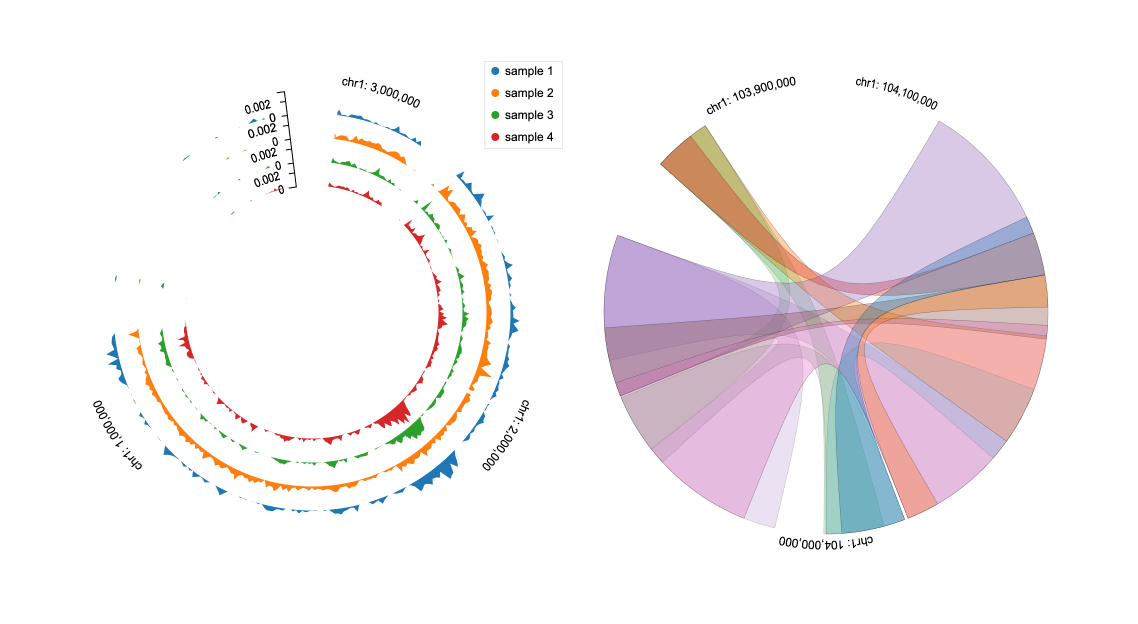 chr1: 3,000,000
sample 1
sample 2
sample 3
sample 4
0.002
0
0.002
0
0.002
0
0.002
0
chr1: 1,000,000
chr1: 2,000,000
chr1: 103,900,000
chr1: 104,100,000
chr1: 104,000,000